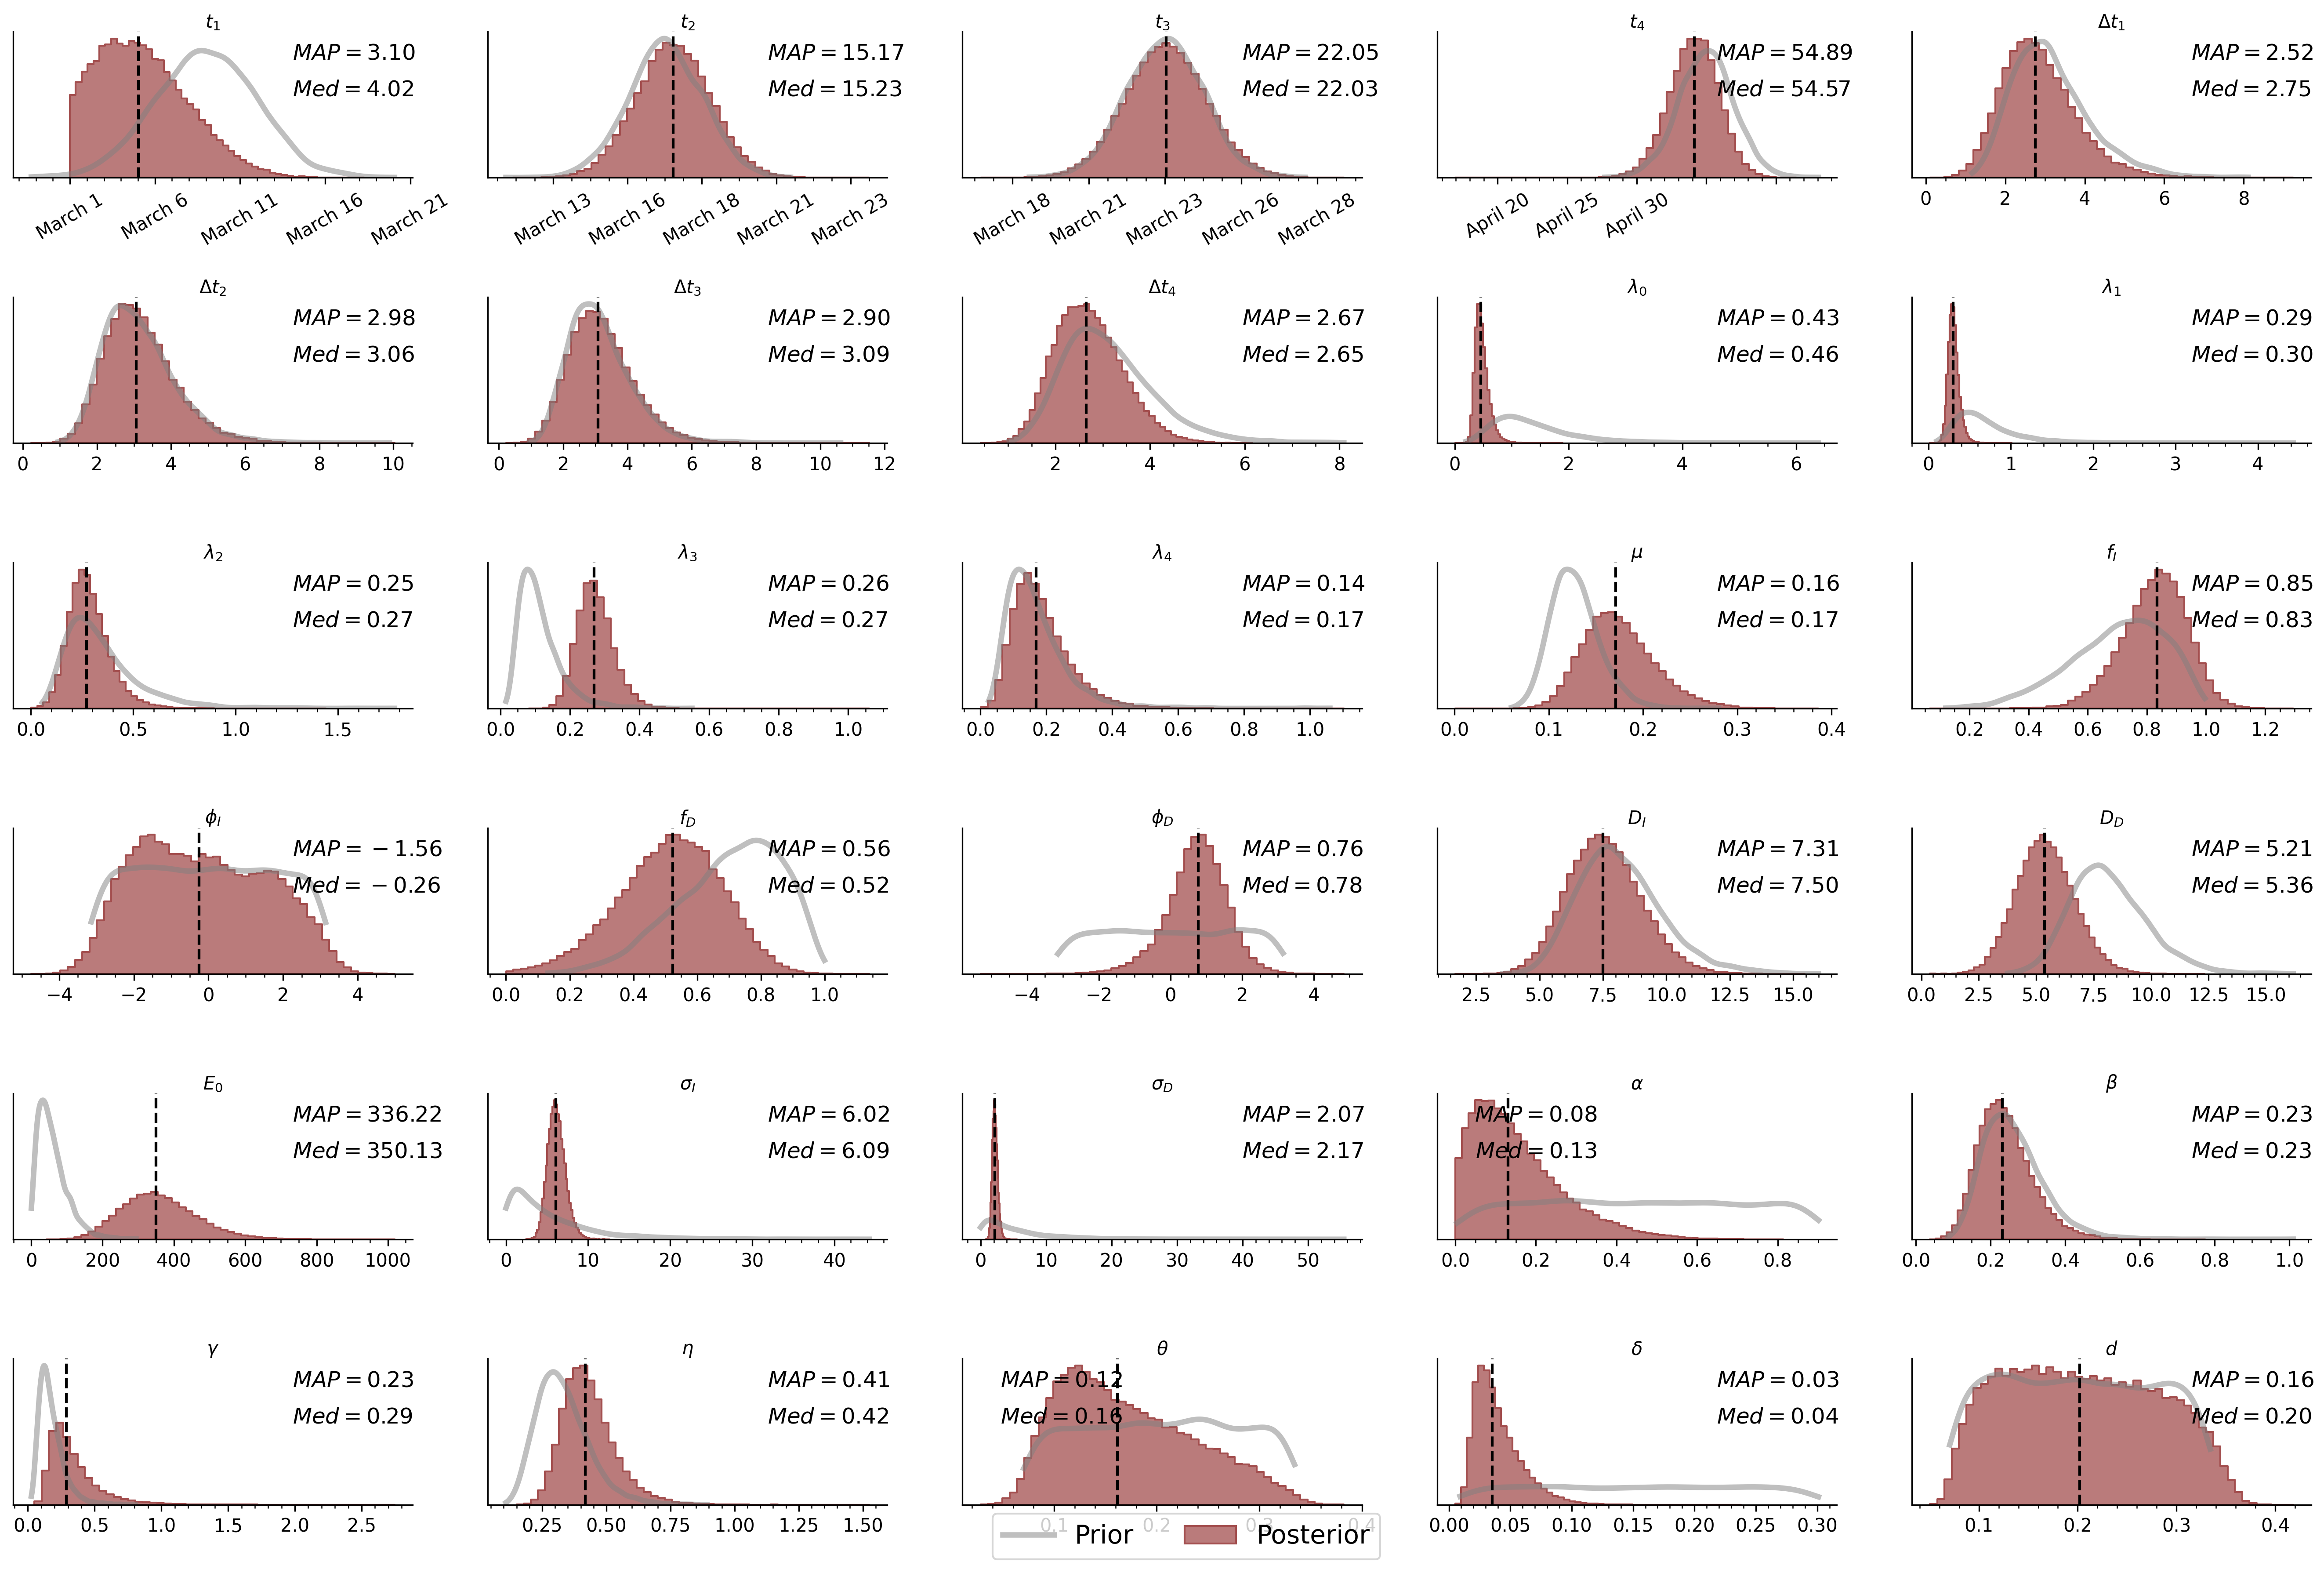 t₁ t₂ t₃ t₄ Δt₁
MAP = 3.10 MAP = 15.17 MAP = 22.05 MAP = 54.89 MAP = 2.52
Med = 4.02 Med = 15.23 Med = 22.03 Med = 54.57 Med = 2.75
0 2 4 6 8
March 1 March 6 March 11 March 16 March 21 March 13 March 16 March 18 March 21 March 23 March 18 March 21 March 23 March 26 March 28 April 20 April 25 April 30
Δt₂ Δt₃ Δt₄ λ₀ λ₁
MAP = 2.98 MAP = 2.90 MAP = 2.67 MAP = 0.43 MAP = 0.29
Med = 3.06 Med = 3.09 Med = 2.65 Med = 0.46 Med = 0.30
0 2 4 6 8 10 0 2 4 6 8 10 12 2 4 6 8 0 2 4 6 0 1 2 3 4
λ₂ λ₃ λ₄ μ f_I
MAP = 0.25 MAP = 0.26 MAP = 0.14 MAP = 0.16 MAP = 0.85
Med = 0.27 Med = 0.27 Med = 0.17 Med = 0.17 Med = 0.83
0.0 0.5 1.0 1.5 0.0 0.2 0.4 0.6 0.8 1.0 0.0 0.2 0.4 0.6 0.8 1.0 0.0 0.1 0.2 0.3 0.4 0.2 0.4 0.6 0.8 1.0 1.2
ϕ_I f_D ϕ_D D_I D_D
MAP = −1.56 MAP = 0.56 MAP = 0.76 MAP = 7.31 MAP = 5.21
Med = −0.26 Med = 0.52 Med = 0.78 Med = 7.50 Med = 5.36
−4 −2 0 2 4 0.0 0.2 0.4 0.6 0.8 1.0 −4 −2 0 2 4 2.5 5.0 7.5 10.0 12.5 15.0 0.0 2.5 5.0 7.5 10.0 12.5 15.0
E₀ σ_I σ_D α β
MAP = 336.22 MAP = 6.02 MAP = 2.07 MAP = 0.08 MAP = 0.23
Med = 350.13 Med = 6.09 Med = 2.17 Med = 0.13 Med = 0.23
0 200 400 600 800 1000 0 10 20 30 40 0 10 20 30 40 50 0.0 0.2 0.4 0.6 0.8 0.0 0.2 0.4 0.6 0.8 1.0
γ η θ δ d
MAP = 0.23 MAP = 0.41 MAP = 0.12 MAP = 0.03 MAP = 0.16
Med = 0.29 Med = 0.42 Med = 0.16 Med = 0.04 Med = 0.20
0.0 0.5 1.0 1.5 2.0 2.5 0.25 0.50 0.75 1.00 1.25 1.50 0.1 0.2 0.3 0.4 0.00 0.05 0.10 0.15 0.20 0.25 0.30 0.1 0.2 0.3 0.4
Prior Posterior